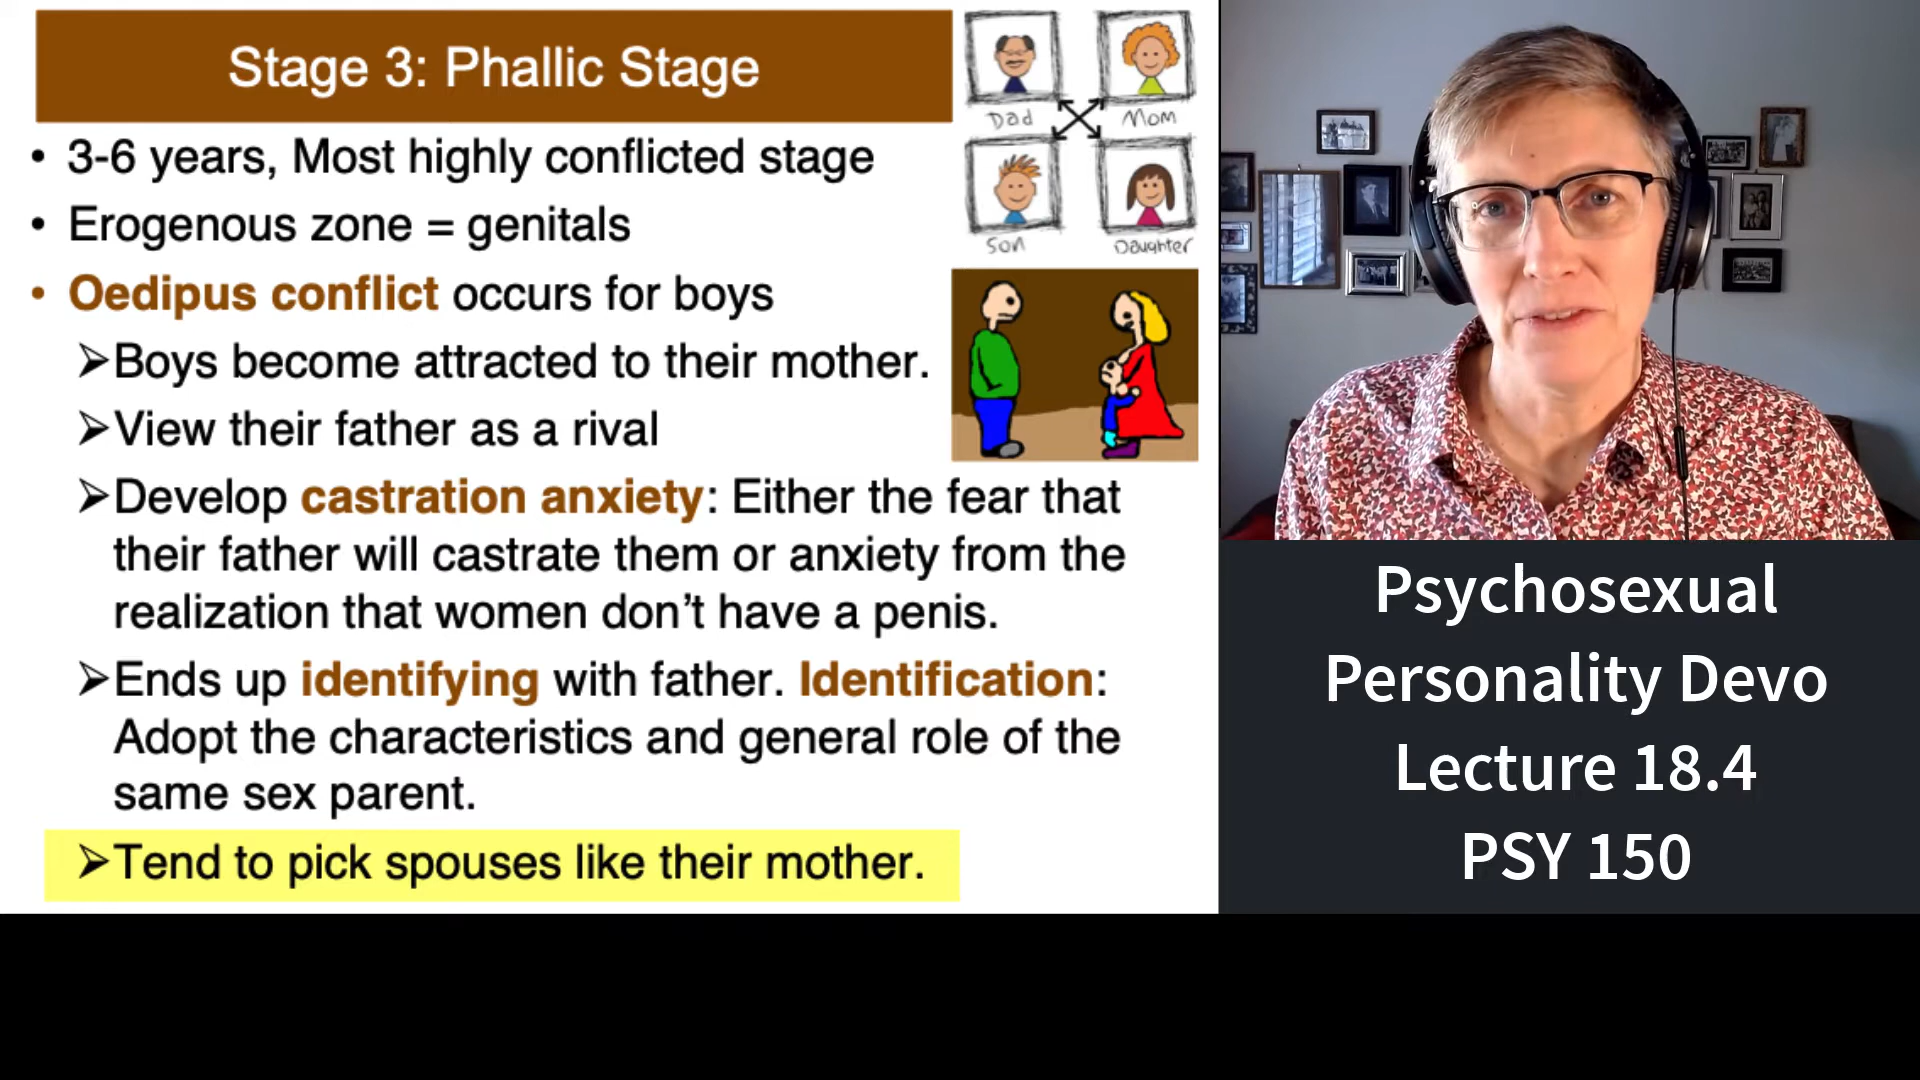 Stage 3: Phallic Stage
Dad
Mom
Son
Daughter
• 3-6 years, Most highly conflicted stage
• Erogenous zone = genitals
• Oedipus conflict occurs for boys
➢Boys become attracted to their mother.
➢View their father as a rival
➢Develop castration anxiety: Either the fear that
their father will castrate them or anxiety from the
realization that women don’t have a penis.
➢Ends up identifying with father. Identification:
Adopt the characteristics and general role of the
same sex parent.
➢Tend to pick spouses like their mother.
Psychosexual
Personality Devo
Lecture 18.4
PSY 150